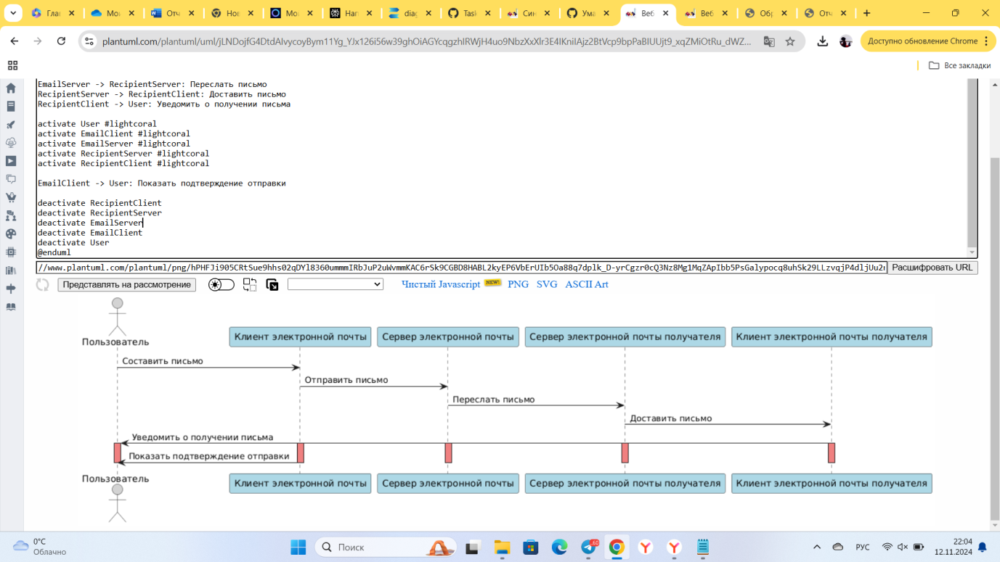 Гла
Мо
Отч
Нов
Мо
Нап
diag
Task
Син
Ума
Веб
Веб
Обр
Отч
plantuml.com/plantuml/uml/
Доступно обновление Chrome
Все закладки
EmailServer -> RecipientServer: Переслать письмо
RecipientServer -> RecipientClient: Доставить письмо
RecipientClient -> User: Уведомить о получении письма
activate User #lightcoral
activate EmailClient #lightcoral
activate EmailServer #lightcoral
activate RecipientServer #lightcoral
activate RecipientClient #lightcoral
EmailClient -> User: Показать подтверждение отправки
deactivate RecipientClient
deactivate RecipientServer
deactivate EmailServer
deactivate EmailClient
deactivate User
@enduml
//www.plantuml.com/plantuml/png/
Расшифровать URL
Представлять на рассмотрение
Чистый Javascript NEW! PNG SVG ASCII Art
Пользователь
Клиент электронной почты
Сервер электронной почты
Сервер электронной почты получателя
Клиент электронной почты получателя
Составить письмо
Отправить письмо
Переслать письмо
Доставить письмо
Уведомить о получении письма
Показать подтверждение отправки
Пользователь
Клиент электронной почты
Сервер электронной почты
Сервер электронной почты получателя
Клиент электронной почты получателя
0°C
Облачно
Поиск
60
РУС
22:04
12.11.2024